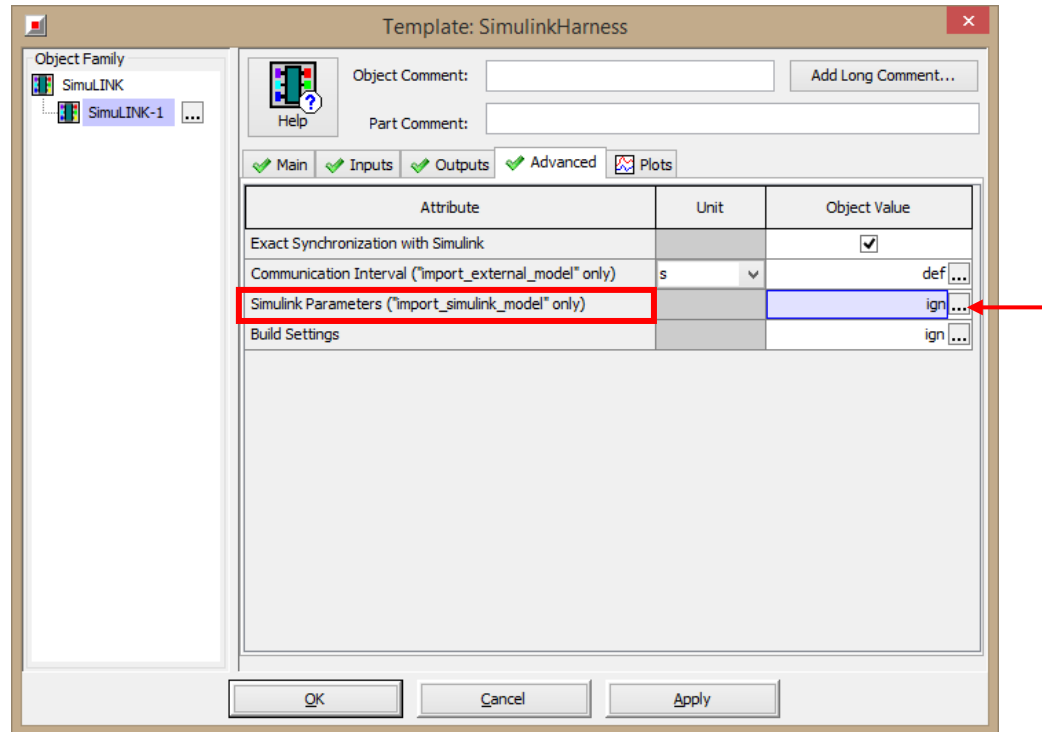 Template: SimulinkHarness
Object Family
SimuLINK
SimuLINK-1 ...
Help
Object Comment:
Add Long Comment...
Part Comment:
Main Inputs Outputs Advanced Plots
Attribute Unit Object Value
Exact Synchronization with Simulink
Communication Interval ("import_external_model" only) s def ...
Simulink Parameters ("import_simulink_model" only) ign ...
Build Settings ign ...
OK Cancel Apply